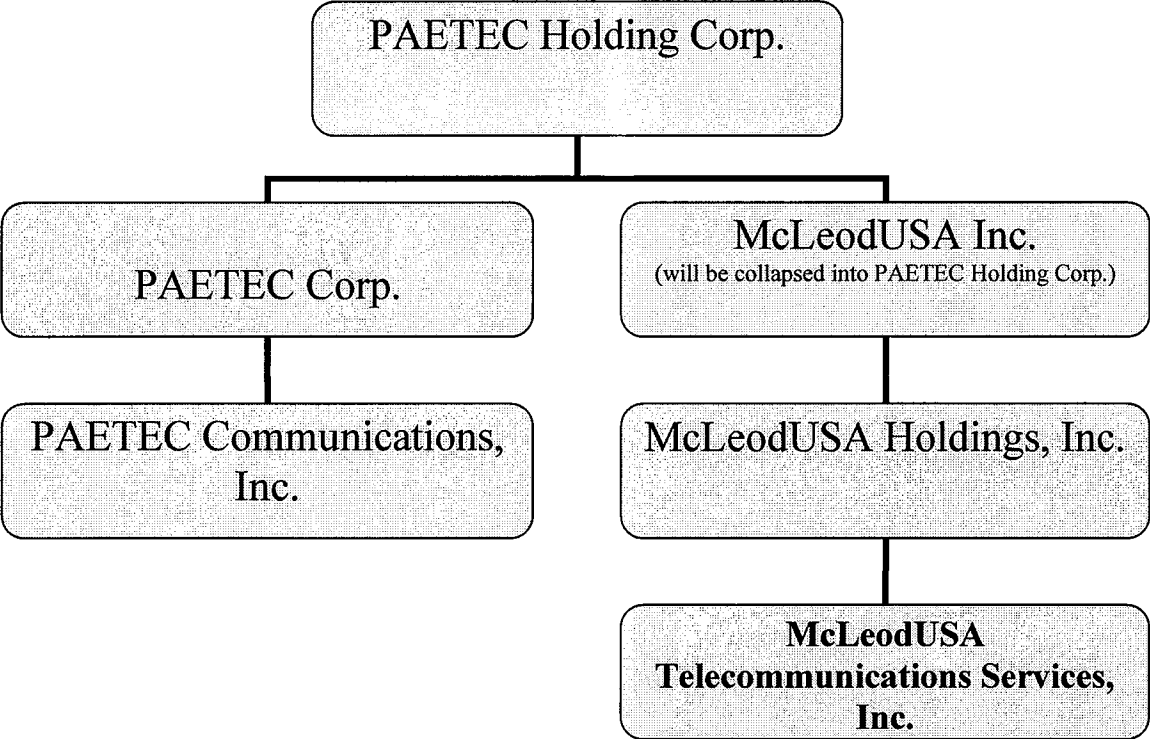 PAETEC Holding Corp.
PAETEC Corp.
McLeodUSA Inc.
(will be collapsed into PAETEC Holding Corp.)
PAETEC Communications,
Inc.
McLeodUSA Holdings, Inc.
McLeodUSA
Telecommunications Services,
Inc.